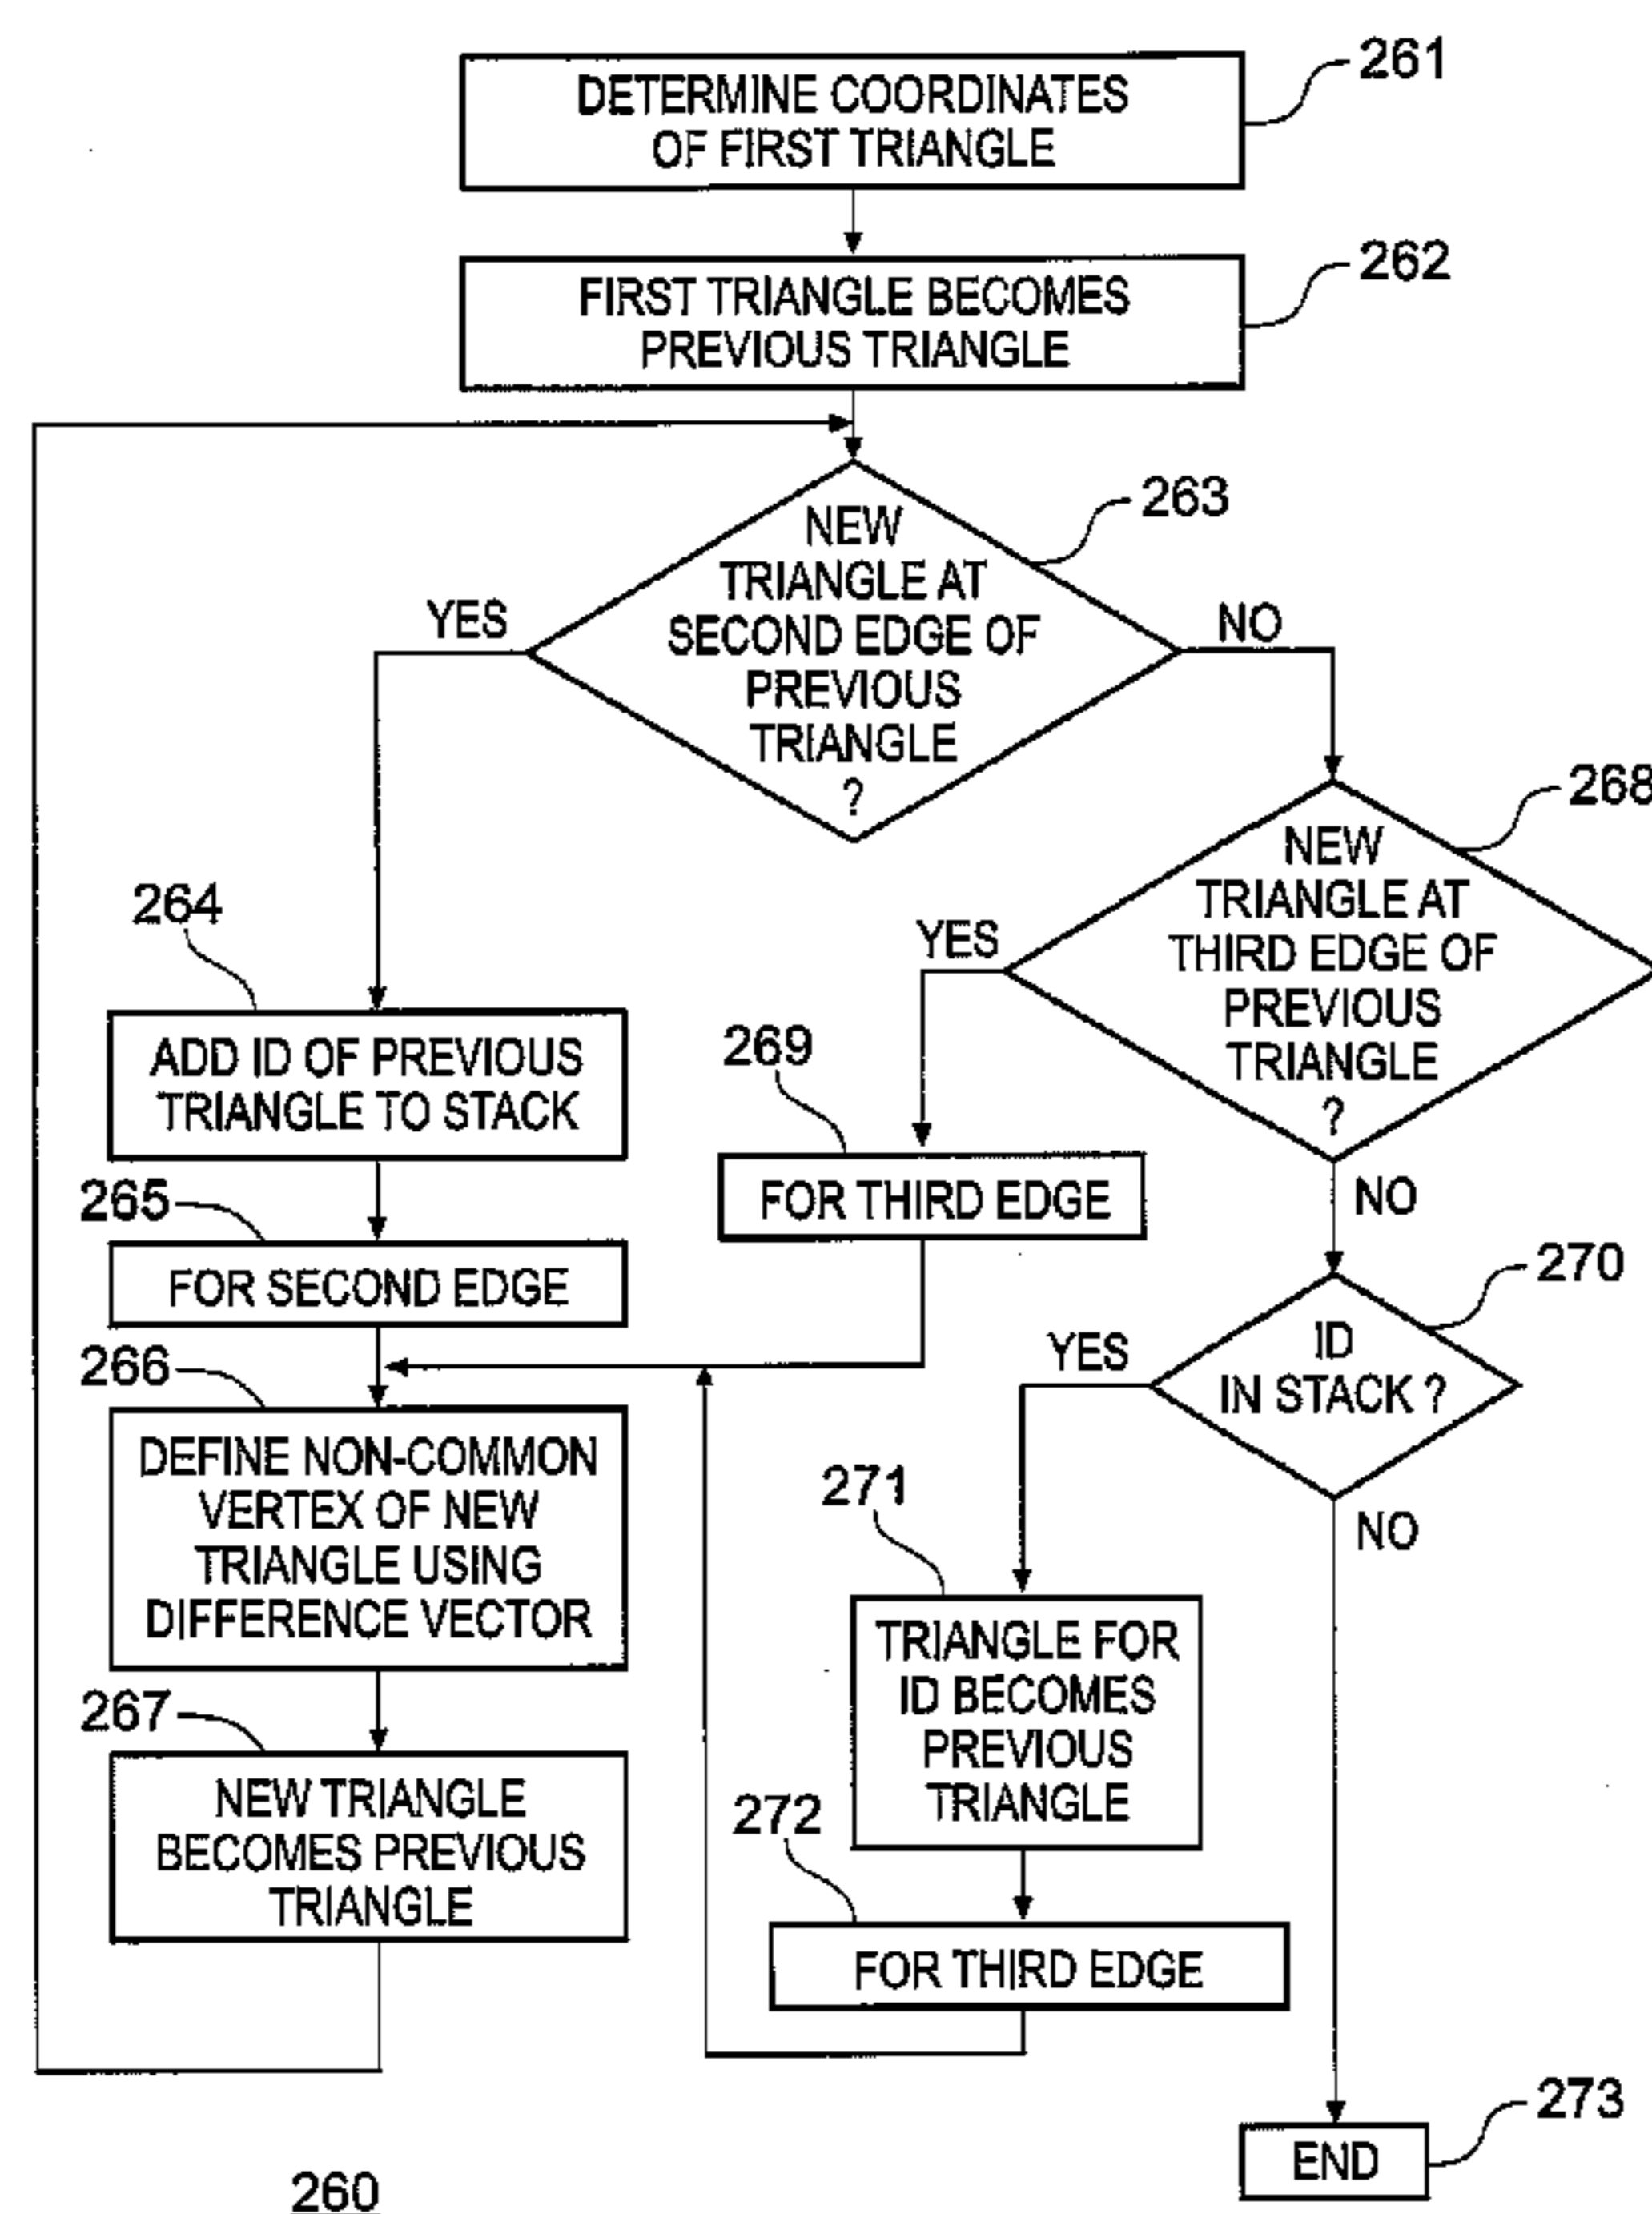 261
DETERMINE COORDINATES
OF FIRST TRIANGLE
262
FIRST TRIANGLE BECOMES
PREVIOUS TRIANGLE
263
NEW
TRIANGLE AT
SECOND EDGE OF
PREVIOUS
TRIANGLE
?
YES
NO
268
NEW
TRIANGLE AT
THIRD EDGE OF
PREVIOUS
TRIANGLE
?
YES
NO
264
ADD ID OF PREVIOUS
TRIANGLE TO STACK
269
FOR THIRD EDGE
265
FOR SECOND EDGE
270
ID
IN STACK ?
YES
NO
266
DEFINE NON-COMMON
VERTEX OF NEW
TRIANGLE USING
DIFFERENCE VECTOR
271
TRIANGLE FOR
ID BECOMES
PREVIOUS
TRIANGLE
267
NEW TRIANGLE
BECOMES PREVIOUS
TRIANGLE
272
FOR THIRD EDGE
273
END
260